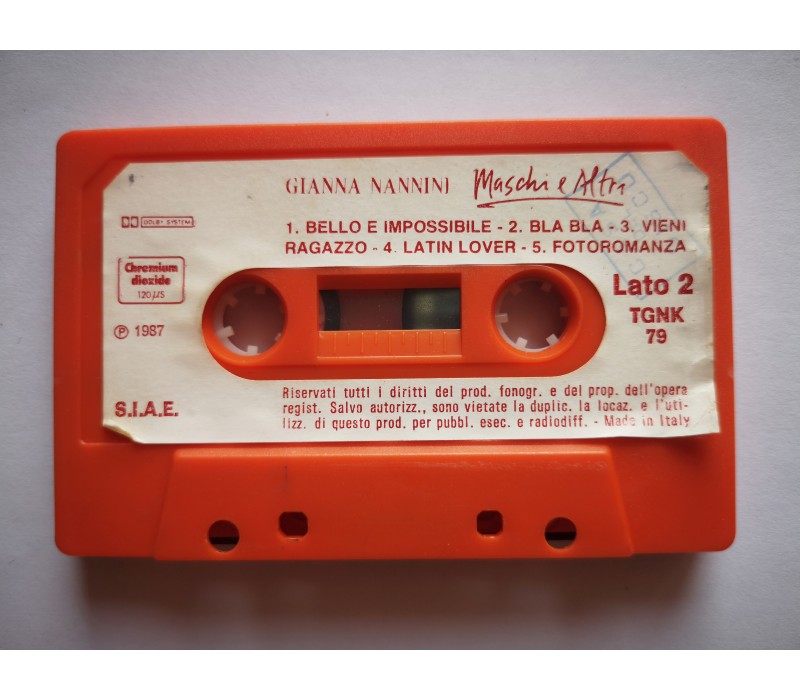 GIANNA NANNINI Maschi e Altri
DOLBY SYSTEM
1. BELLO E IMPOSSIBILE - 2. BLA BLA - 3. VIENI
RAGAZZO - 4. LATIN LOVER - 5. FOTOROMANZA
Chromium
dioxide
120 µS
Lato 2
TGNK
79
Ⓟ 1987
S.I.A.E.
Riservati tutti i diritti del prod. fonogr. e del prop. dell'opera
regist. Salvo autorizz., sono vietate la duplic. la locaz. e l'uti-
lizz. di questo prod. per pubbl. esec. e radiodiff. - Made in Italy